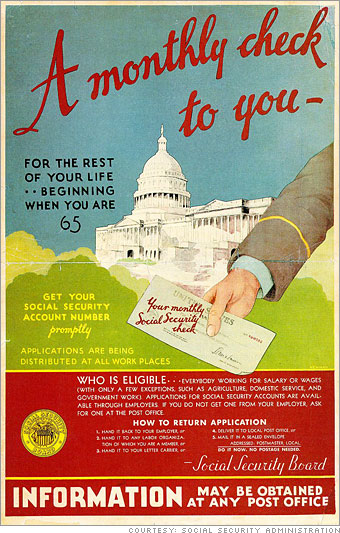 A monthly check
to you-
FOR THE REST
OF YOUR LIFE
··BEGINNING
WHEN YOU ARE
65
UNITED STATES
Your monthly
Social Security
check
GET YOUR
SOCIAL SECURITY
ACCOUNT NUMBER
promptly
APPLICATIONS ARE BEING
DISTRIBUTED AT ALL WORK PLACES
WHO IS ELIGIBLE··· EVERYBODY WORKING FOR SALARY OR WAGES
(WITH ONLY A FEW EXCEPTIONS, SUCH AS AGRICULTURE, DOMESTIC SERVICE, AND
GOVERNMENT WORK). APPLICATIONS FOR SOCIAL SECURITY ACCOUNTS ARE AVAIL-
ABLE THROUGH EMPLOYERS. IF YOU DO NOT GET ONE FROM YOUR EMPLOYER, ASK
FOR ONE AT THE POST OFFICE.
HOW TO RETURN APPLICATION
1. HAND IT BACK TO YOUR EMPLOYER, or
2. HAND IT TO ANY LABOR ORGANIZA-
TION OF WHICH YOU ARE A MEMBER, or
3. HAND IT TO YOUR LETTER CARRIER, or
4. DELIVER IT TO LOCAL POST OFFICE, or
5. MAIL IT IN A SEALED ENVELOPE
ADDRESSED: POSTMASTER, LOCAL
DO IT NOW. NO POSTAGE NEEDED.
SOCIAL SECURITY
BOARD
—Social Security Board
INFORMATION MAY BE OBTAINED
AT ANY POST OFFICE
COURTESY: SOCIAL SECURITY ADMINISTRATION